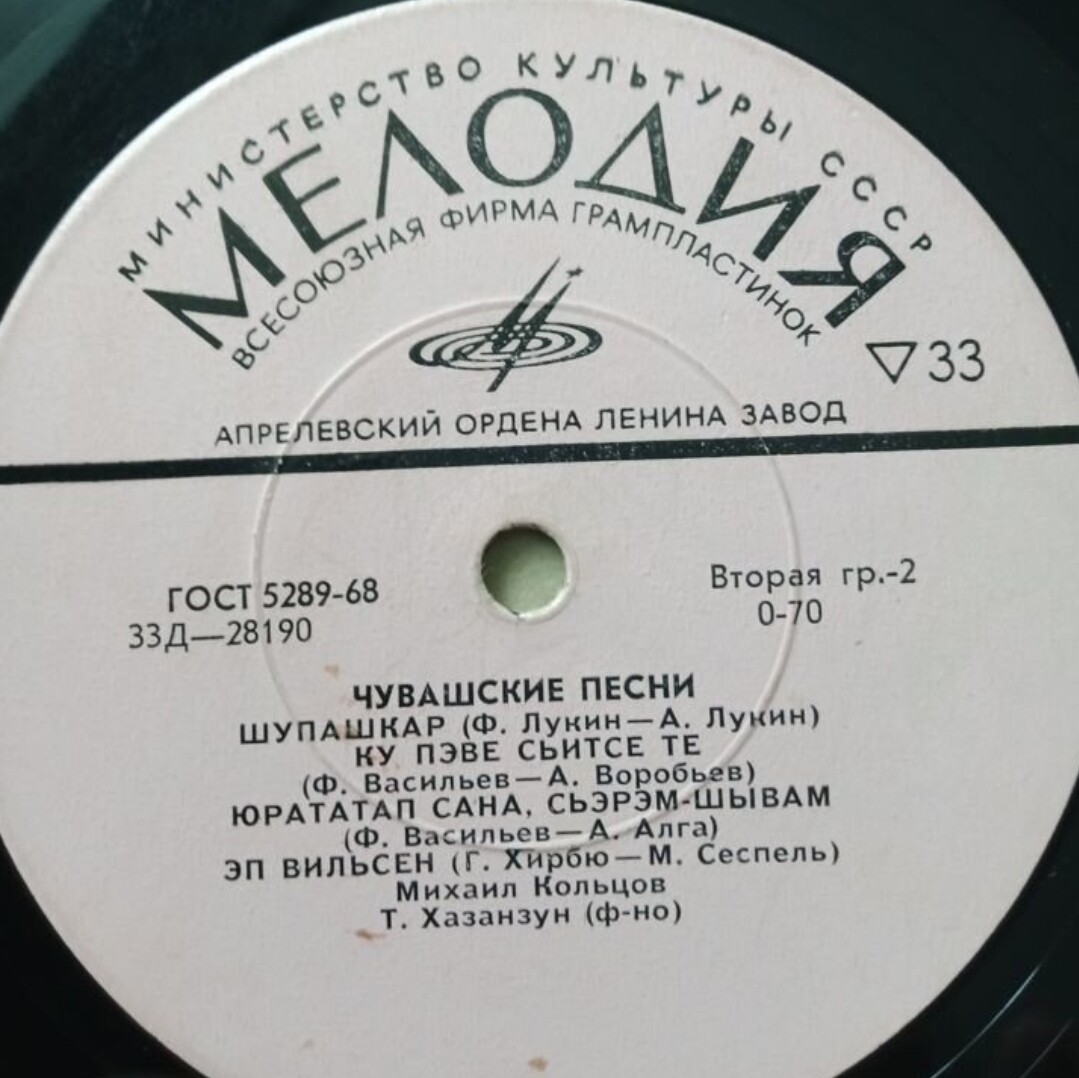 МИНИСТЕРСТВО КУЛЬТУРЫ СССР
МЕЛОДИЯ
ВСЕСОЮЗНАЯ ФИРМА ГРАМПЛАСТИНОК
▽33
АПРЕЛЕВСКИЙ ОРДЕНА ЛЕНИНА ЗАВОД
ГОСТ 5289-68
33Д—28190
Вторая гр.-2
0-70
ЧУВАШСКИЕ ПЕСНИ
ШУПАШКАР (Ф. Лукин—А. Лукин)
КУ ПЭВЕ СЬИТСЕ ТЕ
(Ф. Васильев—А. Воробьев)
ЮРАТАТАП САНА, СЬЭРЭМ-ШЫВАМ
(Ф. Васильев—А. Алга)
ЭП ВИЛЬСЕН (Г. Хирбю—М. Сеспель)
Михаил Кольцов
Т. Хазанзун (ф-но)